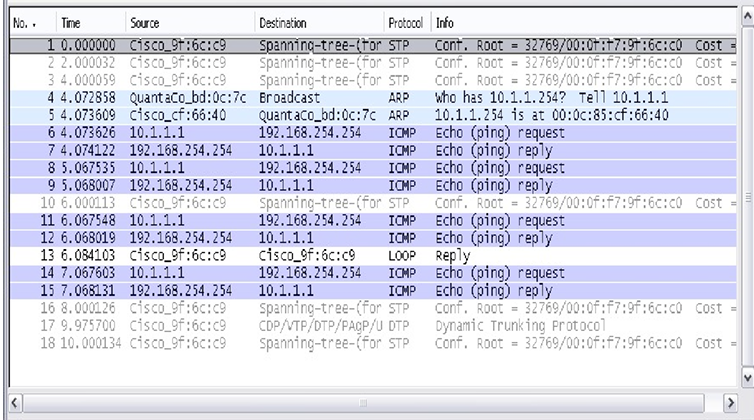 No. Time Source Destination Protocol Info
1 0.000000 Cisco_9f:6c:c9 Spanning-tree-(for STP Conf. Root = 32769/00:0f:f7:9f:6c:c0 Cost =
2 2.000032 Cisco_9f:6c:c9 Spanning-tree-(for STP Conf. Root = 32769/00:0f:f7:9f:6c:c0 Cost =
3 4.000059 Cisco_9f:6c:c9 Spanning-tree-(for STP Conf. Root = 32769/00:0f:f7:9f:6c:c0 Cost =
4 4.072858 QuantaCo_bd:0c:7c Broadcast ARP Who has 10.1.1.254? Tell 10.1.1.1
5 4.073609 Cisco_cf:66:40 QuantaCo_bd:0c:7c ARP 10.1.1.254 is at 00:0c:85:cf:66:40
6 4.073626 10.1.1.1 192.168.254.254 ICMP Echo (ping) request
7 4.074122 192.168.254.254 10.1.1.1 ICMP Echo (ping) reply
8 5.067535 10.1.1.1 192.168.254.254 ICMP Echo (ping) request
9 5.068007 192.168.254.254 10.1.1.1 ICMP Echo (ping) reply
10 6.000113 Cisco_9f:6c:c9 Spanning-tree-(for STP Conf. Root = 32769/00:0f:f7:9f:6c:c0 Cost =
11 6.067548 10.1.1.1 192.168.254.254 ICMP Echo (ping) request
12 6.068019 192.168.254.254 10.1.1.1 ICMP Echo (ping) reply
13 6.084103 Cisco_9f:6c:c9 Cisco_9f:6c:c9 LOOP Reply
14 7.067603 10.1.1.1 192.168.254.254 ICMP Echo (ping) request
15 7.068131 192.168.254.254 10.1.1.1 ICMP Echo (ping) reply
16 8.000126 Cisco_9f:6c:c9 Spanning-tree-(for STP Conf. Root = 32769/00:0f:f7:9f:6c:c0 Cost =
17 9.975700 Cisco_9f:6c:c9 CDP/VTP/DTP/PAgP/U DTP Dynamic Trunking Protocol
18 10.000134 Cisco_9f:6c:c9 Spanning-tree-(for STP Conf. Root = 32769/00:0f:f7:9f:6c:c0 Cost =